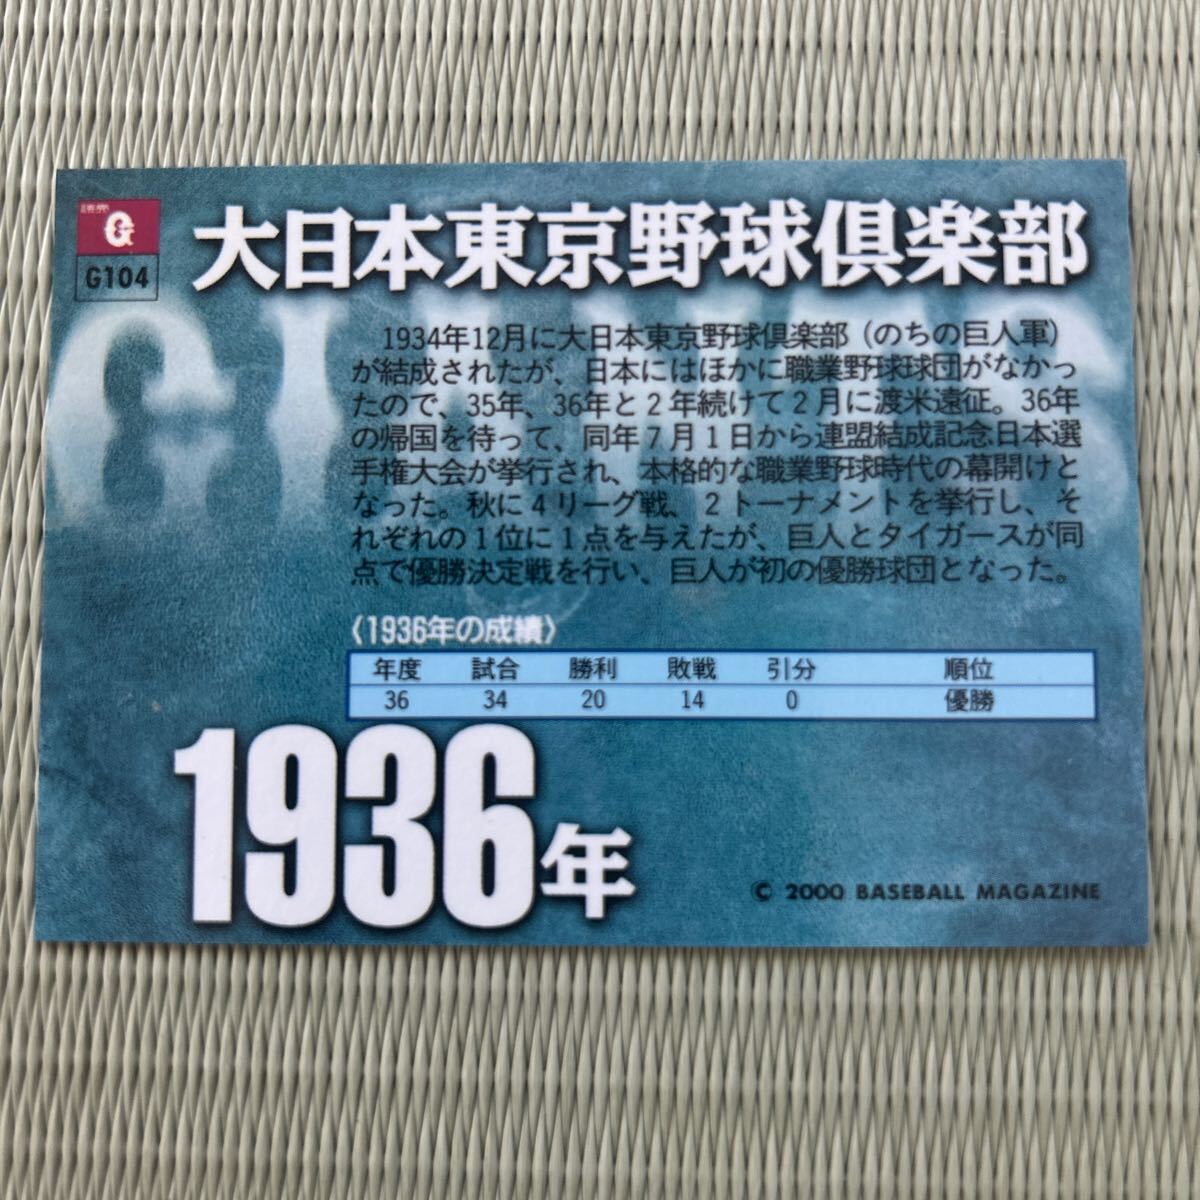 G
G104
大日本東京野球倶楽部
GIANTS
1934年12月に大日本東京野球倶楽部（のちの巨人軍）
が結成されたが、日本にはほかに職業野球球団がなかっ
たので、35年、36年と２年続けて２月に渡米遠征。36年
の帰国を待って、同年７月１日から連盟結成記念日本選
手権大会が挙行され、本格的な職業野球時代の幕開けと
なった。秋に４リーグ戦、２トーナメントを挙行し、そ
れぞれの１位に１点を与えたが、巨人とタイガースが同
点で優勝決定戦を行い、巨人が初の優勝球団となった。
〈1936年の成績〉
年度 試合 勝利 敗戦 引分 順位
36 34 20 14 0 優勝
1936年
© 2000 BASEBALL MAGAZINE